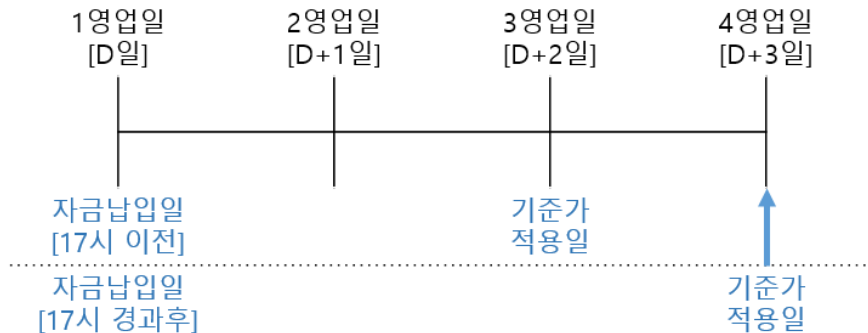 1영업일 2영업일 3영업일 4영업일
[D일] [D+1일] [D+2일] [D+3일]
자금납입일 기준가
[17시 이전] 적용일
자금납입일 기준가
[17시 경과후] 적용일